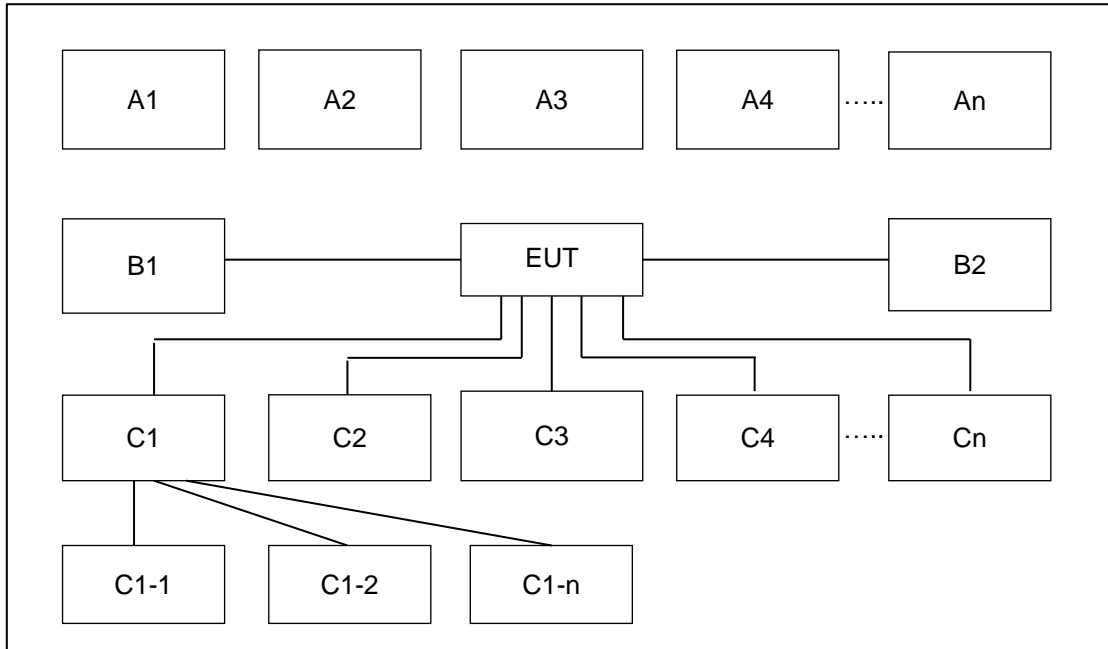 A1 A2 A3 A4 ..... An
B1 EUT B2
C1 C2 C3 C4 ..... Cn
C1-1 C1-2 C1-n